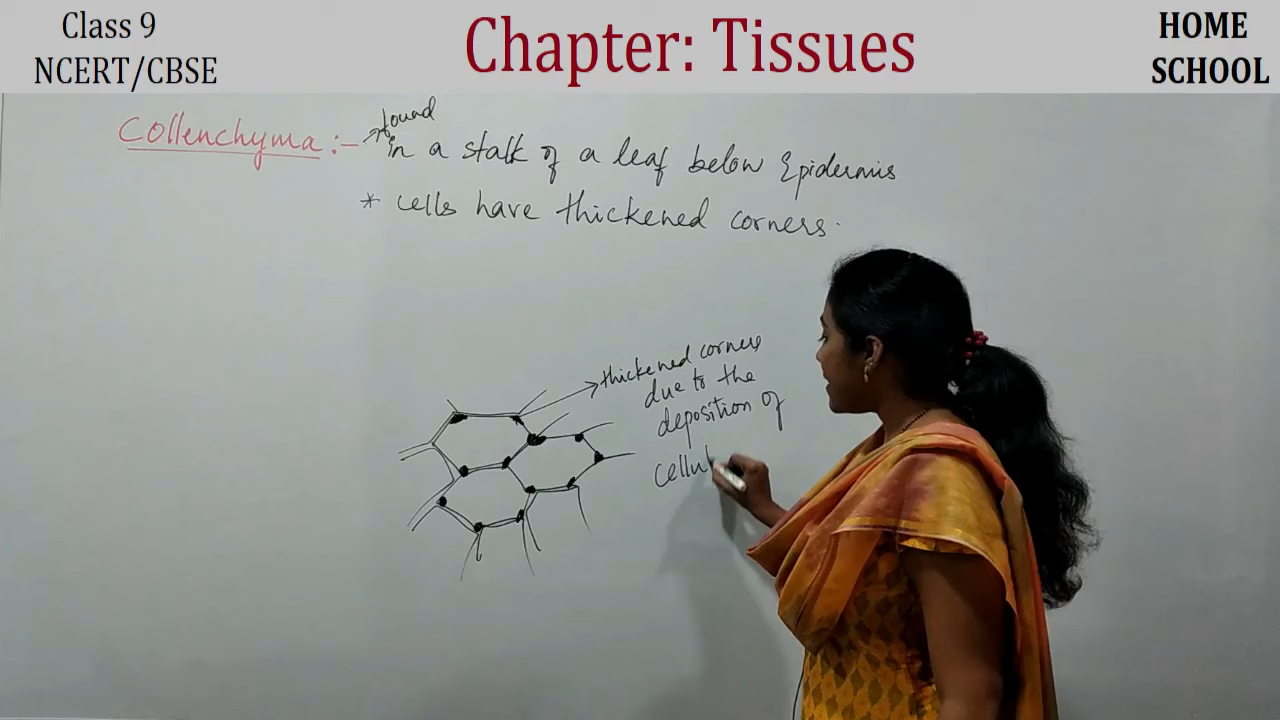 Class 9
NCERT/CBSE
Chapter: Tissues
HOME
SCHOOL
Collenchyma :- → found
in a stalk of a leaf below Epidermis
* cells have thickened corners.
thickened corners
due to the
deposition of
cellul